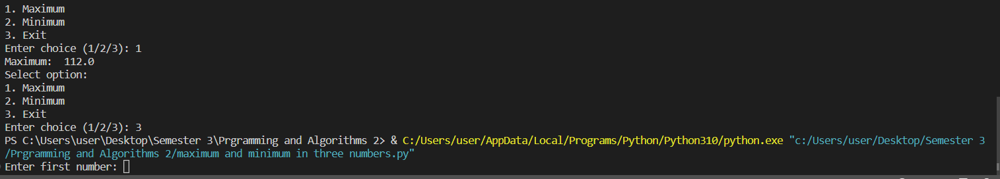 1. Maximum
2. Minimum
3. Exit
Enter choice (1/2/3): 1
Maximum:  112.0
Select option:
1. Maximum
2. Minimum
3. Exit
Enter choice (1/2/3): 3
PS C:\Users\user\Desktop\Semester 3\Prgramming and Algorithms 2> & C:/Users/user/AppData/Local/Programs/Python/Python310/python.exe "c:/Users/user/Desktop/Semester 3
/Prgramming and Algorithms 2/maximum and minimum in three numbers.py"
Enter first number: